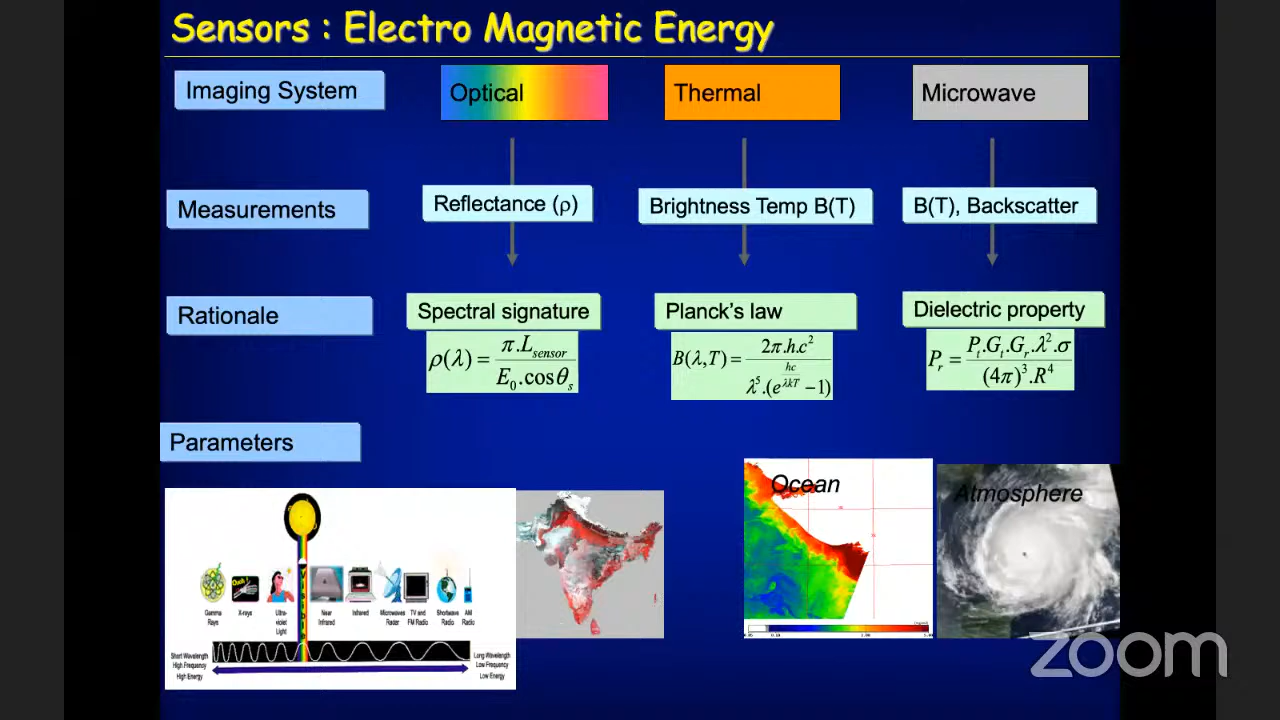 Sensors : Electro Magnetic Energy
Imaging System
Optical
Thermal
Microwave
Measurements
Reflectance (ρ)
Brightness Temp B(T)
B(T), Backscatter
Rationale
Spectral signature
Planck's law
Dielectric property
ρ(λ) = π.L_sensor / E₀.cosθ_s
B(λ,T) = 2π.h.c² / λ⁵.(e^(hc/λkT) −1)
P_r = P_t.G_t.G_r.λ².σ / (4π)³.R⁴
Parameters
Ocean
Atmosphere
Gamma
Rays
X-rays
Ultra-
violet
Light
Near
Infrared
Infrared
Microwaves
Radar
TV and
FM Radio
Shortwave
Radio
AM
Radio
Short Wavelength
High Frequency
High Energy
Long Wavelength
Low Frequency
Low Energy
zoom